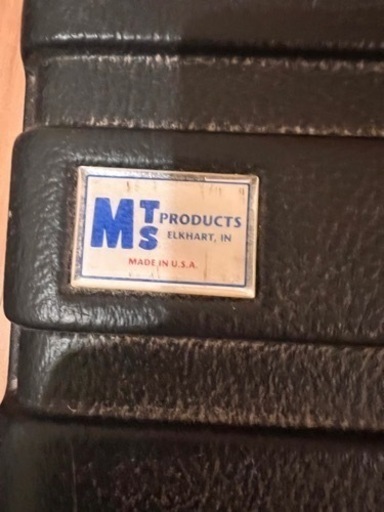 MTS PRODUCTS
ELKHART, IN
MADE IN U.S.A.